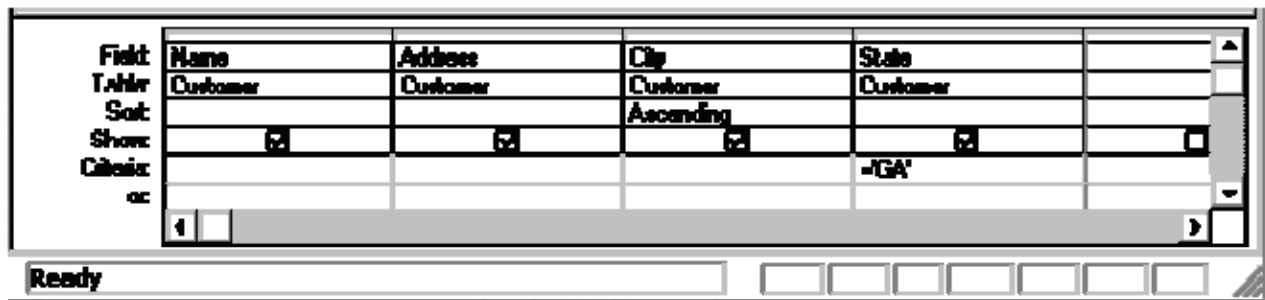 Field: Name Address City State
Table: Customer Customer Customer Customer
Sort: Ascending
Show:
Criteria: ='GA'
or:
Ready